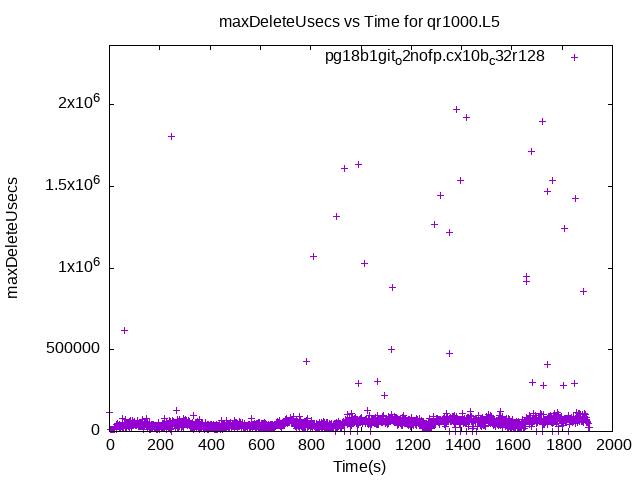 maxDeleteUsecs vs Time for qr1000.L5
pg18b1git_o2nofp.cx10b_c32r128
maxDeleteUsecs
2x10^6
1.5x10^6
1x10^6
500000
0
0 200 400 600 800 1000 1200 1400 1600 1800 2000
Time(s)